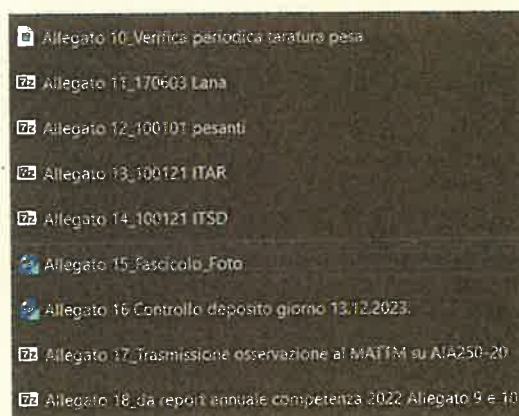 Allegato 10_Verifica periodica taratura pesa
Allegato 11_170603 Lana
Allegato 12_100101 pesanti
Allegato 13_100121 ITAR
Allegato 14_100121 ITSD
Allegato 15_Fascicolo_Foto
Allegato 16 Controllo deposito giorno 13.12.2023.
Allegato 17_Trasmissione osservazione al MATTM su AIA250-20
Allegato 18_da report annuale competenza 2022 Allegato 9 e 10